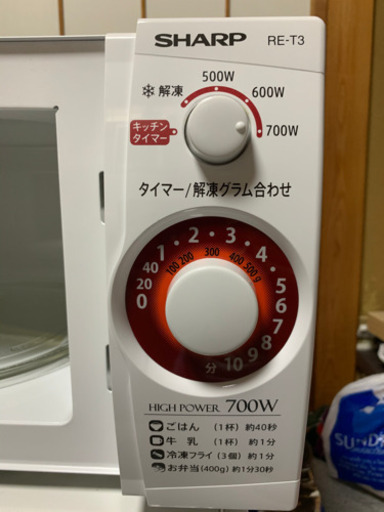 SHARP RE-T3
500W
❄解凍 600W
キッチン
タイマー 700W
タイマー/解凍グラム合わせ
0 20 40 1・2・3・4・5・6・7・8・9・10 分
100 200 300 400 500 g
HIGH POWER 700W
ごはん (1杯) 約40秒
牛乳 (1杯) 約1分
冷凍フライ (3個) 約1分
お弁当 (400g) 約1分30秒
SUND